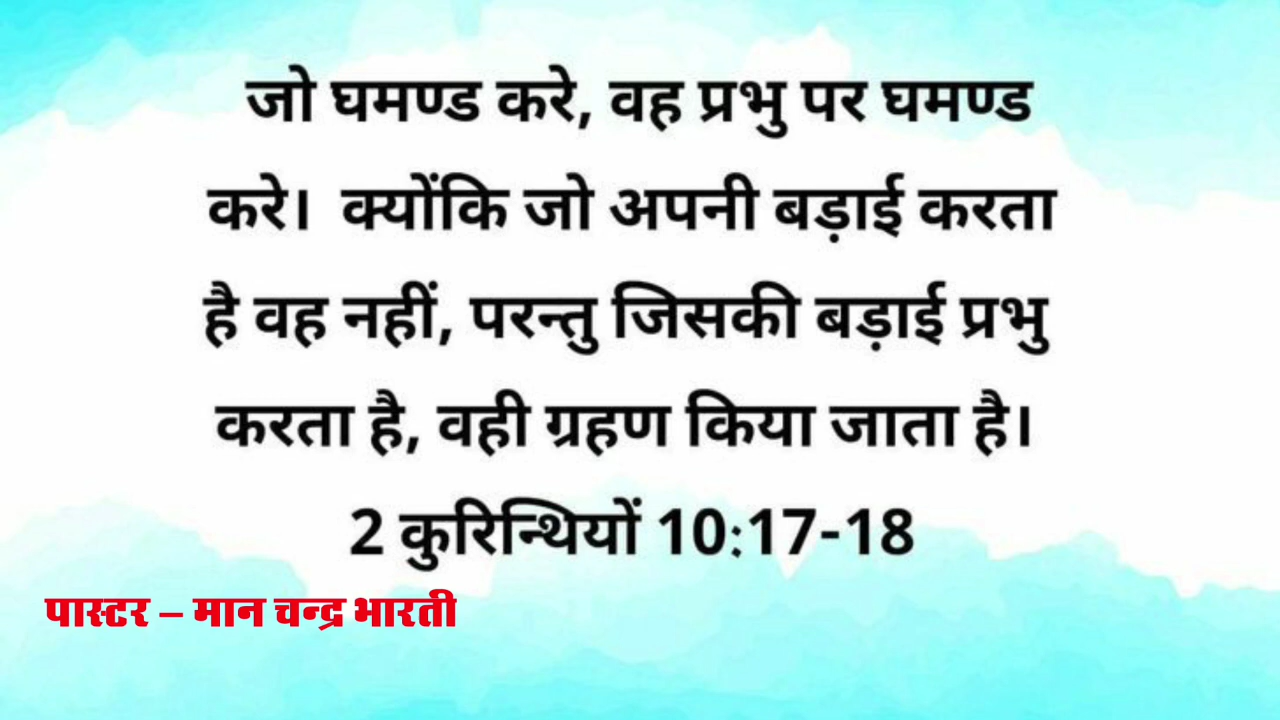 जो घमण्ड करे, वह प्रभु पर घमण्ड
करे। क्योंकि जो अपनी बड़ाई करता
है वह नहीं, परन्तु जिसकी बड़ाई प्रभु
करता है, वही ग्रहण किया जाता है।
2 कुरिन्थियों 10:17-18
पास्टर – मान चन्द्र भारती